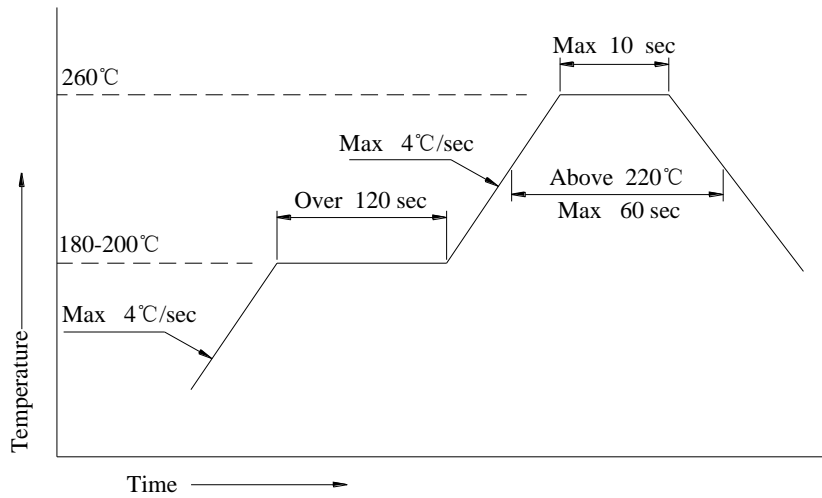 Max 10 sec
260℃
Max 4℃/sec
Above 220℃
Max 60 sec
Over 120 sec
180-200℃
Max 4℃/sec
Temperature
Time